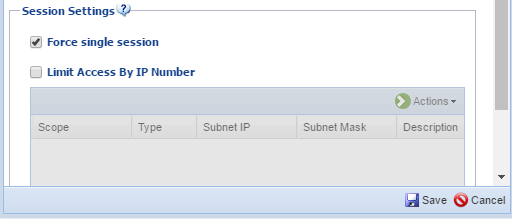 Session Settings
Force single session
Limit Access By IP Number
Actions
Scope Type Subnet IP Subnet Mask Description
Save Cancel